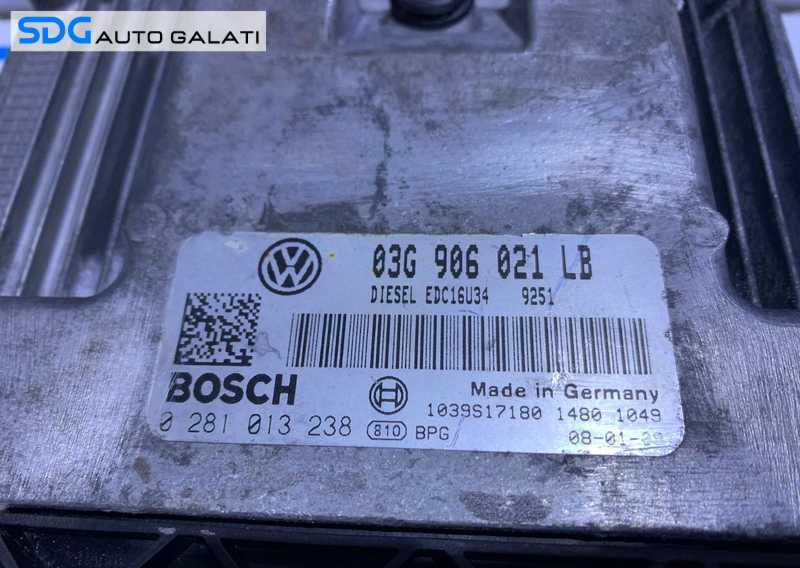 SDG AUTO GALATI
03G 906 021 LB
DIESEL EDC16U34 9251
BOSCH
Made in Germany
1039S17180 1480 1049
0 281 013 238 810 BPG